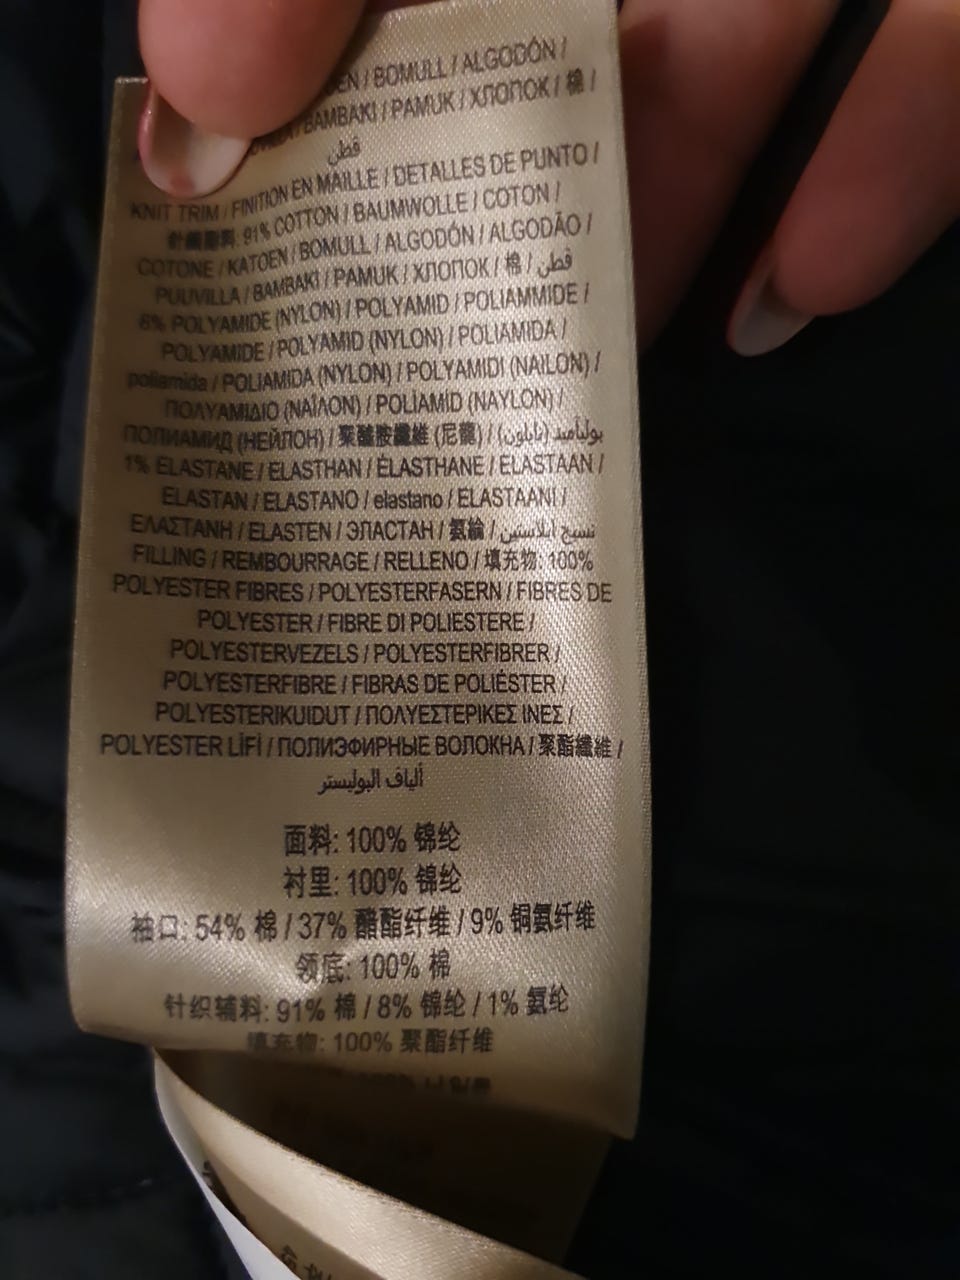 / BOMULL / ALGODÓN /
BAMBAKI / PAMUK / ХЛОПОК / 棉 /
قطن
KNIT TRIM / FINITION EN MAILLE / DETALLES DE PUNTO /
針織輔料: 91% COTTON / BAUMWOLLE / COTON /
COTONE / KATOEN / BOMULL / ALGODÓN / ALGODÃO /
PUUVILLA / BAMBAKI / PAMUK / ХЛОПОК / 棉 / قطن
8% POLYAMIDE (NYLON) / POLYAMID / POLIAMMIDE /
POLYAMIDE / POLYAMID (NYLON) / POLIAMIDA /
poliamida / POLIAMIDA (NYLON) / POLYAMIDI (NAILON) /
ΠΟΛΥΑΜΙΔΙΟ (ΝΑΪΛΟΝ) / POLİAMİD (NAYLON) /
ПОЛИАМИД (НЕЙЛОН) / 聚醯胺纖維 (尼龍) / بوليأميد (نايلون)
1% ELASTANE / ELASTHAN / ÉLASTHANE / ELASTAAN /
ELASTAN / ELASTANO / elastano / ELASTAANI /
ΕΛΑΣΤΑΝΗ / ELASTEN / ЭЛАСТАН / 氨綸 / نسيج ايلاستين
FILLING / REMBOURRAGE / RELLENO / 填充物: 100%
POLYESTER FIBRES / POLYESTERFASERN / FIBRES DE
POLYESTER / FIBRE DI POLIESTERE /
POLYESTERVEZELS / POLYESTERFIBRER /
POLYESTERFIBRE / FIBRAS DE POLIÉSTER /
POLYESTERIKUIDUT / ΠΟΛΥΕΣΤΕΡΙΚΕΣ ΙΝΕΣ /
POLYESTER LİFİ / ПОЛИЭФИРНЫЕ ВОЛОКНА / 聚酯纖維 /
ألياف البوليستر
面料: 100% 锦纶
衬里: 100% 锦纶
袖口: 54% 棉 / 37% 醋酯纤维 / 9% 铜氨纤维
领底: 100% 棉
针织辅料: 91% 棉 / 8% 锦纶 / 1% 氨纶
填充物: 100% 聚酯纤维